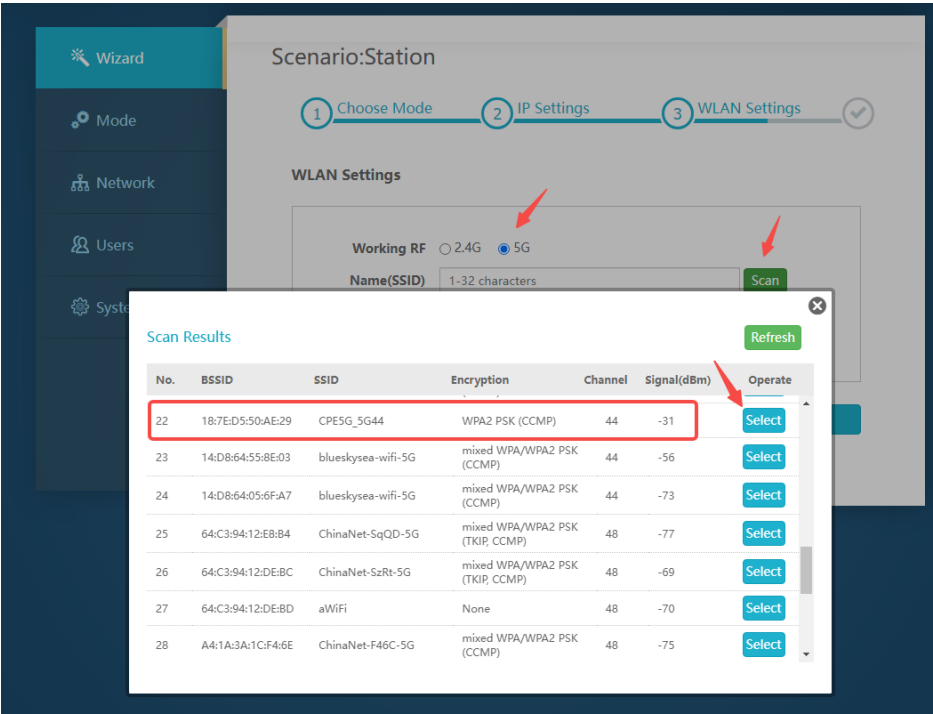 Wizard
Mode
Network
Users
Syste
Scenario:Station
1 Choose Mode 2 IP Settings 3 WLAN Settings
WLAN Settings
Working RF 2.4G 5G
Name(SSID) 1-32 characters Scan
Scan Results Refresh
No. BSSID SSID Encryption Channel Signal(dBm) Operate
22 18:7E:D5:50:AE:29 CPE5G_5G44 WPA2 PSK (CCMP) 44 -31 Select
23 14:D8:64:55:8E:03 blueskysea-wifi-5G mixed WPA/WPA2 PSK (CCMP) 44 -56 Select
24 14:D8:64:05:6F:A7 blueskysea-wifi-5G mixed WPA/WPA2 PSK (CCMP) 44 -73 Select
25 64:C3:94:12:E8:B4 ChinaNet-SqQD-5G mixed WPA/WPA2 PSK (TKIP, CCMP) 48 -77 Select
26 64:C3:94:12:DE:BC ChinaNet-SzRt-5G mixed WPA/WPA2 PSK (TKIP, CCMP) 48 -69 Select
27 64:C3:94:12:DE:BD aWiFi None 48 -70 Select
28 A4:1A:3A:1C:F4:6E ChinaNet-F46C-5G mixed WPA/WPA2 PSK (CCMP) 48 -75 Select